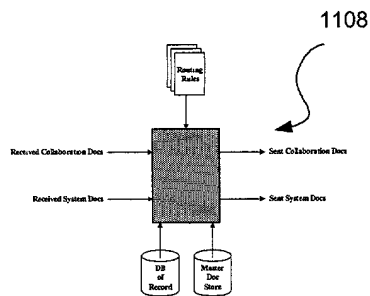 1108
Routing
Rules
Received Collaboration Docs
Sent Collaboration Docs
Received System Docs
Sent System Docs
DB
of
Record
Master
Doc
Store